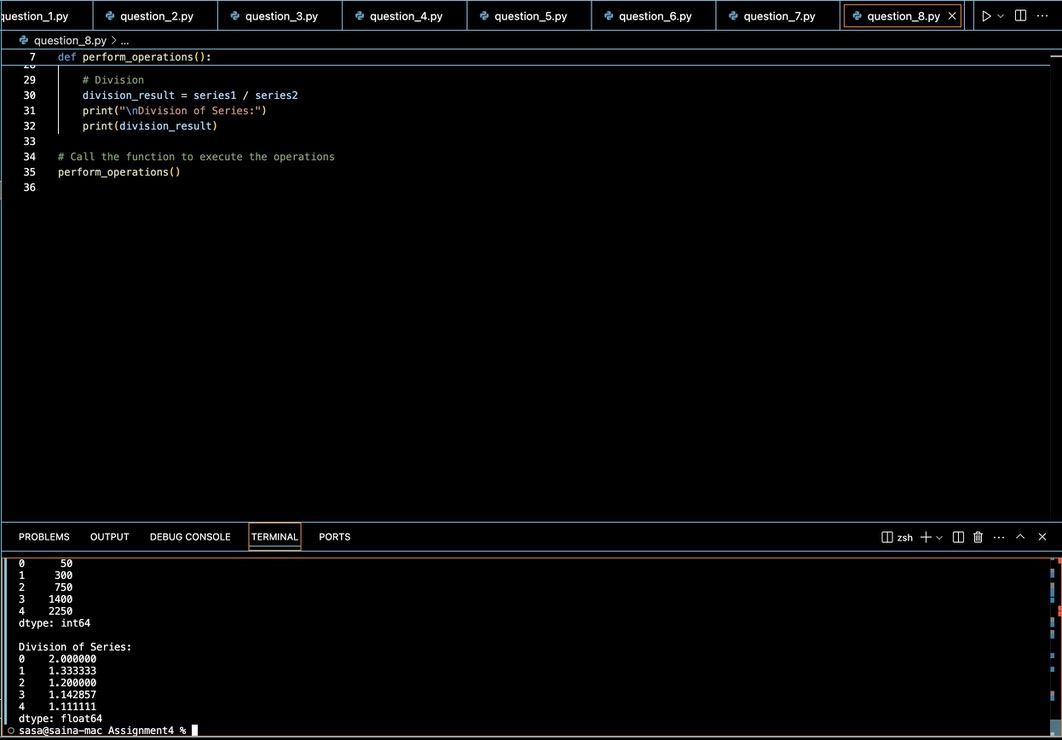 question_1.py question_2.py question_3.py question_4.py question_5.py question_6.py question_7.py question_8.py
question_8.py > ...
7 def perform_operations():
29 # Division
30 division_result = series1 / series2
31 print("\nDivision of Series:")
32 print(division_result)
33
34 # Call the function to execute the operations
35 perform_operations()
36
PROBLEMS OUTPUT DEBUG CONSOLE TERMINAL PORTS zsh
0 50
1 300
2 750
3 1400
4 2250
dtype: int64
Division of Series:
0 2.000000
1 1.333333
2 1.200000
3 1.142857
4 1.111111
dtype: float64
sasa@saina-mac Assignment4 %